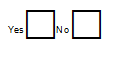 Yes No